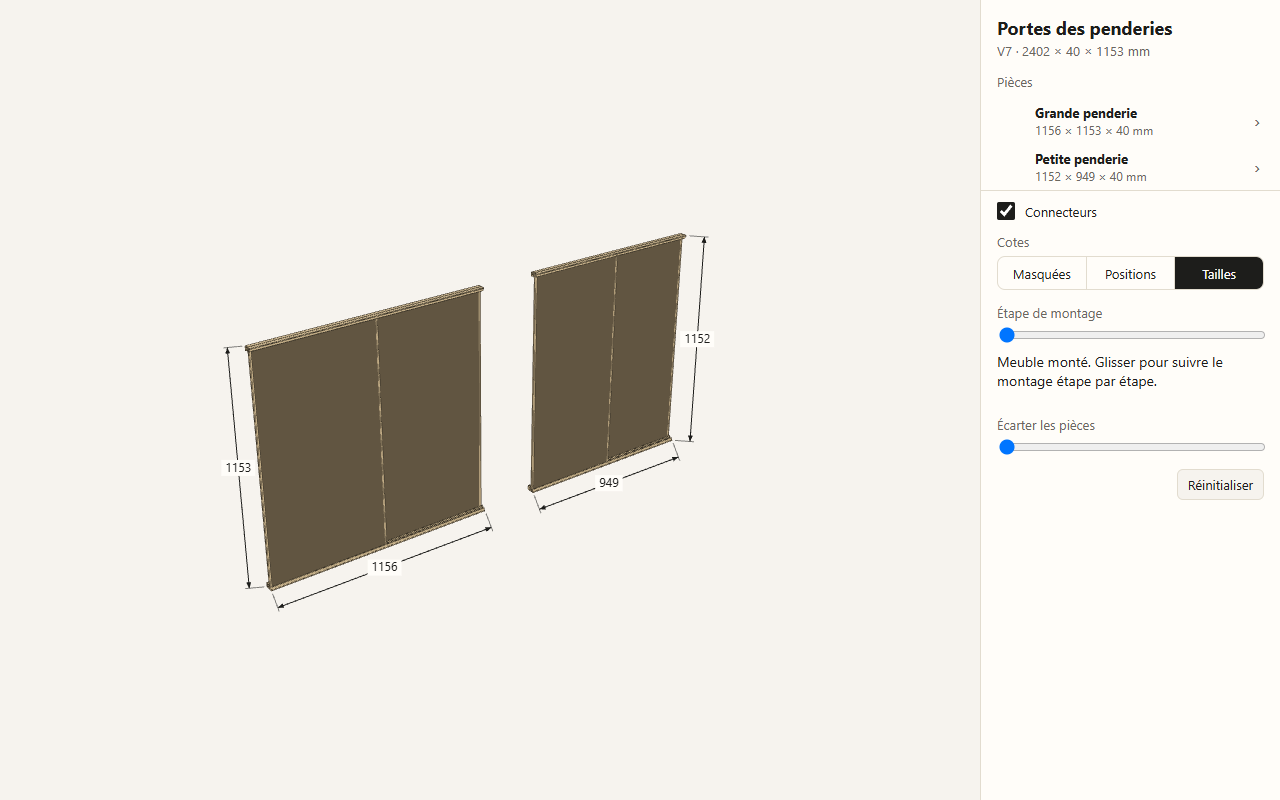 Portes des penderies
V7 · 2402 × 40 × 1153 mm
Pièces
Grande penderie
1156 × 1153 × 40 mm
Petite penderie
1152 × 949 × 40 mm
Connecteurs
Cotes
Masquées Positions Tailles
Étape de montage
Meuble monté. Glisser pour suivre le
montage étape par étape.
Écarter les pièces
Réinitialiser
1152
1153
949
1156